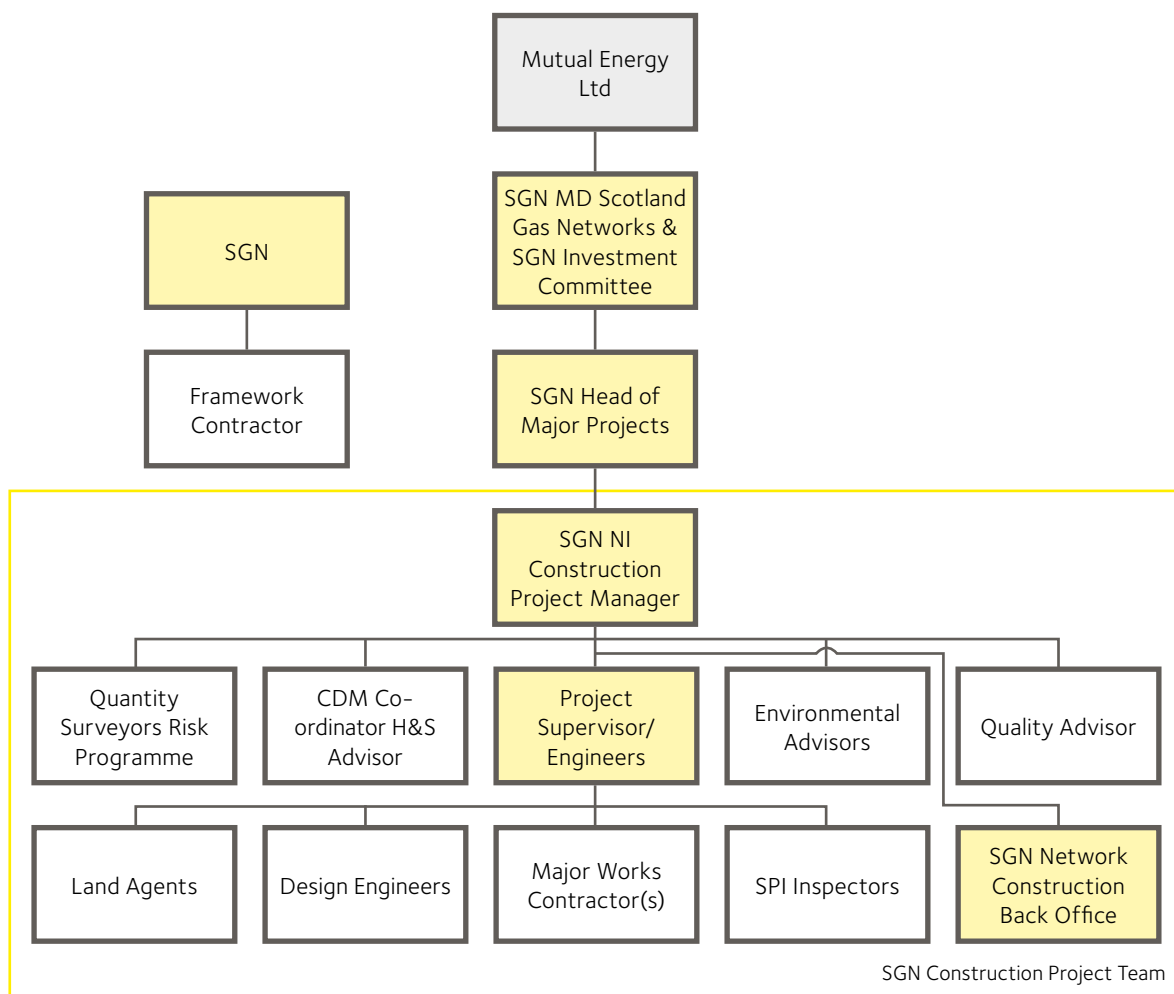 Mutual Energy
Ltd
SGN MD Scotland
Gas Networks &
SGN Investment
Committee
SGN
Framework
Contractor
SGN Head of
Major Projects
SGN NI
Construction
Project Manager
Quantity
Surveyors Risk
Programme
CDM Co-
ordinator H&S
Advisor
Project
Supervisor/
Engineers
Environmental
Advisors
Quality Advisor
Land Agents
Design Engineers
Major Works
Contractor(s)
SPI Inspectors
SGN Network
Construction
Back Office
SGN Construction Project Team